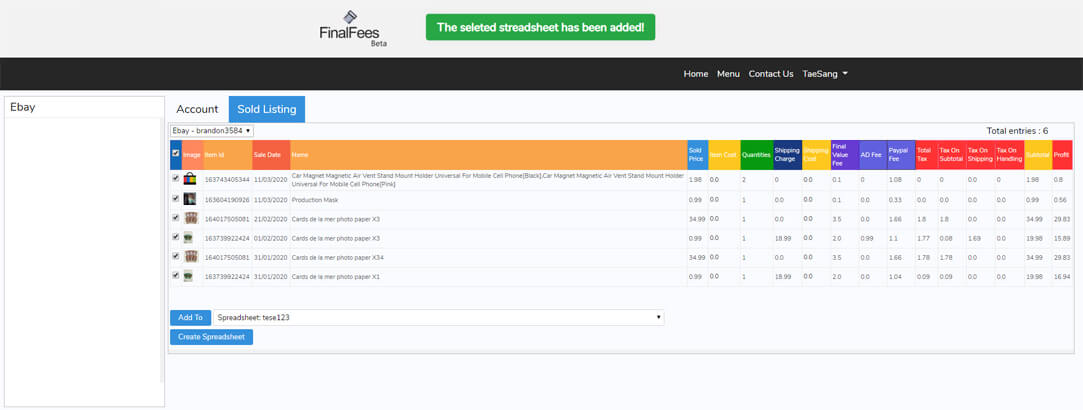 FinalFees
Beta
The seleted streadsheet has been added!
Home Menu Contact Us TaeSang
Ebay
Account Sold Listing
Ebay - brandon3584
Total entries : 6
Image Item Id Sale Date Name Sold Price Item Cost Quantities Shipping Charge Shipping Cost Final Value Fee AD Fee Paypal Fee Total Tax Tax On Subtotal Tax On Shipping Tax On Handling Subtotal Profit
163743405344 11/03/2020 Car Magnet Magnetic Air Vent Stand Mount Holder Universal For Mobile Cell Phone[Black],Car Magnet Magnetic Air Vent Stand Mount Holder
Universal For Mobile Cell Phone[Pink] 1.98 0.0 2 0 0.0 0.1 0 1.08 0.0 0.0 0.0 0.0 1.98 0.8
163604190926 11/03/2020 Production Mask 0.99 0.0 1 0.0 0.0 0.1 0.0 0.33 0.0 0.0 0.0 0.0 0.99 0.56
164017505081 21/02/2020 Cards de la mer photo paper X3 34.99 0.0 1 0.0 0.0 3.5 0.0 1.66 1.8 1.8 0.0 0.0 34.99 29.83
163739922424 01/02/2020 Cards de la mer photo paper X3 0.99 0.0 1 18.99 0.0 2.0 0.99 1.1 1.77 0.08 1.69 0.0 19.98 15.89
164017505081 31/01/2020 Cards de la mer photo paper X34 34.99 0.0 1 0.0 0.0 3.5 0.0 1.66 1.78 1.78 0.0 0.0 34.99 29.83
163739922424 31/01/2020 Cards de la mer photo paper X1 0.99 0.0 1 18.99 0.0 2.0 0.0 1.04 0.09 0.09 0.0 0.0 19.98 16.94
Add To Spreadsheet: tese123
Create Spreadsheet